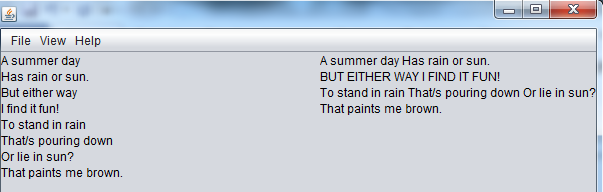 File View Help
A summer day
Has rain or sun.
But either way
I find it fun!
To stand in rain
That/s pouring down
Or lie in sun?
That paints me brown.
A summer day Has rain or sun.
BUT EITHER WAY I FIND IT FUN!
To stand in rain That/s pouring down Or lie in sun?
That paints me brown.